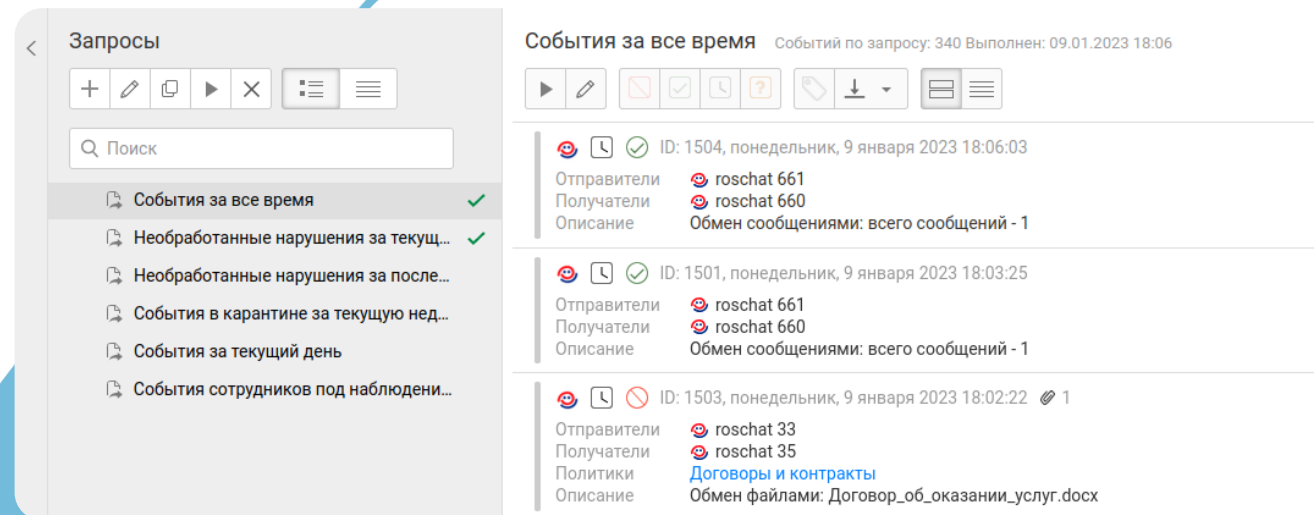 Запросы
Поиск
События за все время
Необработанные нарушения за текущ...
Необработанные нарушения за после...
События в карантине за текущую нед...
События за текущий день
События сотрудников под наблюдени...
События за все время Событий по запросу: 340 Выполнен: 09.01.2023 18:06
ID: 1504, понедельник, 9 января 2023 18:06:03
Отправители roschat 661
Получатели roschat 660
Описание Обмен сообщениями: всего сообщений - 1
ID: 1501, понедельник, 9 января 2023 18:03:25
Отправители roschat 661
Получатели roschat 660
Описание Обмен сообщениями: всего сообщений - 1
ID: 1503, понедельник, 9 января 2023 18:02:22 1
Отправители roschat 33
Получатели roschat 35
Политики Договоры и контракты
Описание Обмен файлами: Договор_об_оказании_услуг.docx